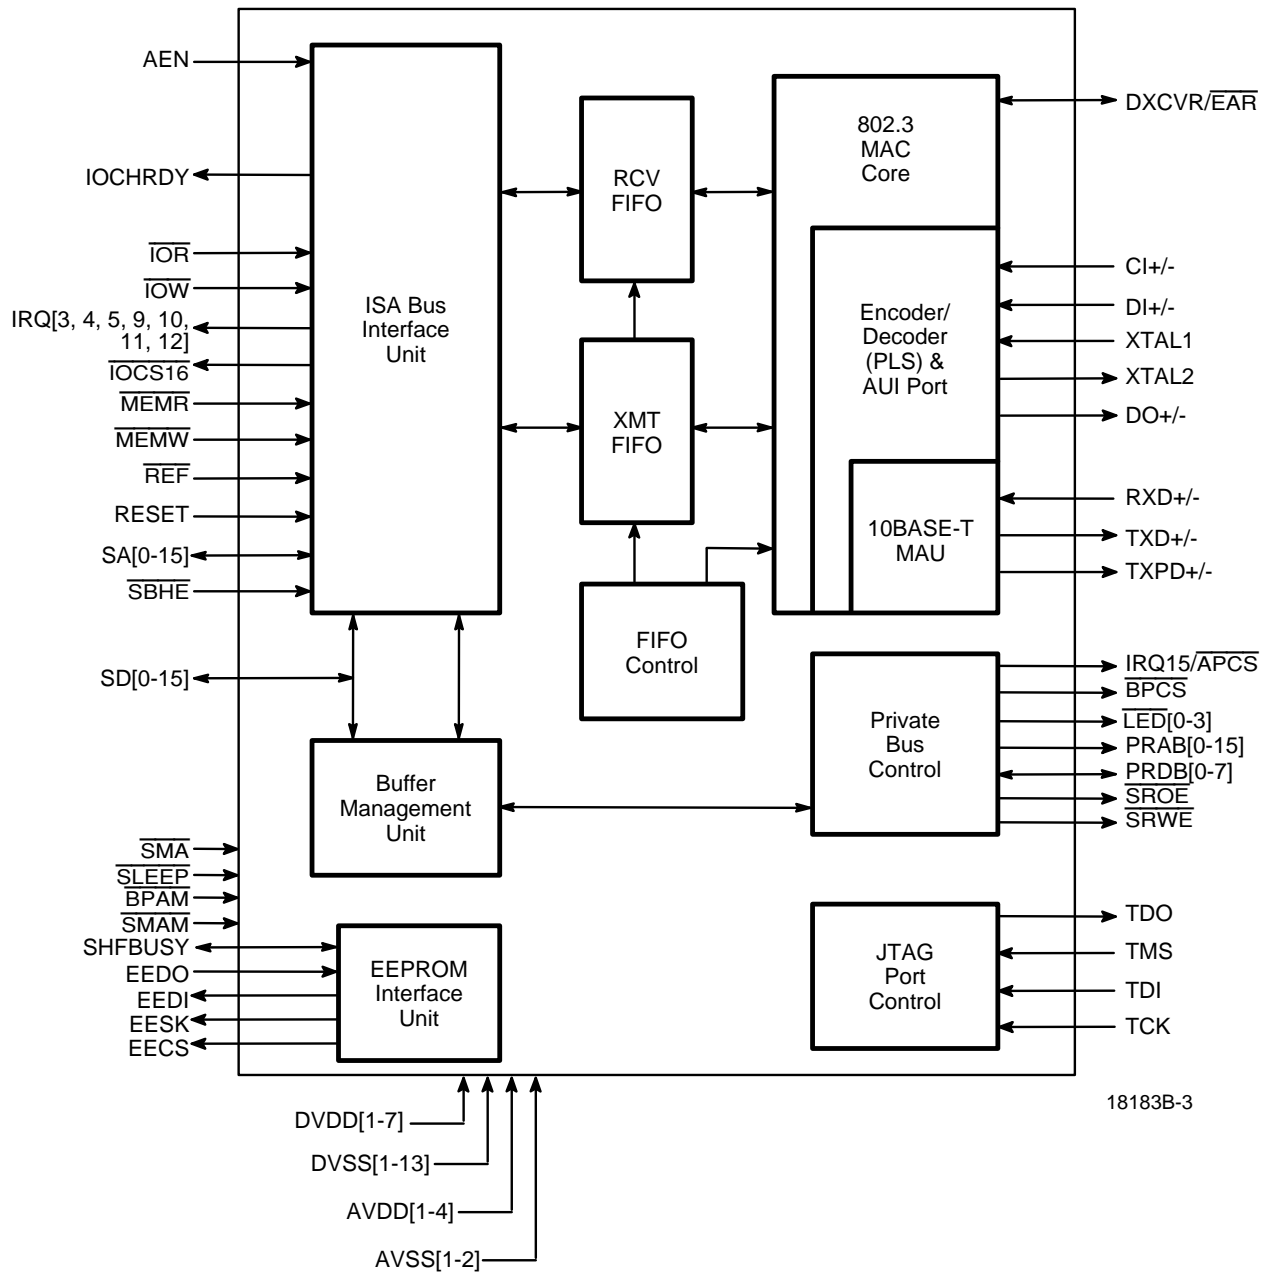 AEN
IOCHRDY
IOR
IOW
IRQ[3, 4, 5, 9, 10,
11, 12]
IOCS16
MEMR
MEMW
REF
RESET
SA[0-15]
SBHE
SD[0-15]
SMA
SLEEP
BPAM
SMAM
SHFBUSY
EEDO
EEDI
EESK
EECS
ISA Bus
Interface
Unit
Buffer
Management
Unit
EEPROM
Interface
Unit
RCV
FIFO
XMT
FIFO
FIFO
Control
802.3
MAC
Core
Encoder/
Decoder
(PLS) &
AUI Port
10BASE-T
MAU
Private
Bus
Control
JTAG
Port
Control
DXCVR/EAR
CI+/-
DI+/-
XTAL1
XTAL2
DO+/-
RXD+/-
TXD+/-
TXPD+/-
IRQ15/APCS
BPCS
LED[0-3]
PRAB[0-15]
PRDB[0-7]
SROE
SRWE
TDO
TMS
TDI
TCK
DVDD[1-7]
DVSS[1-13]
AVDD[1-4]
AVSS[1-2]
18183B-3